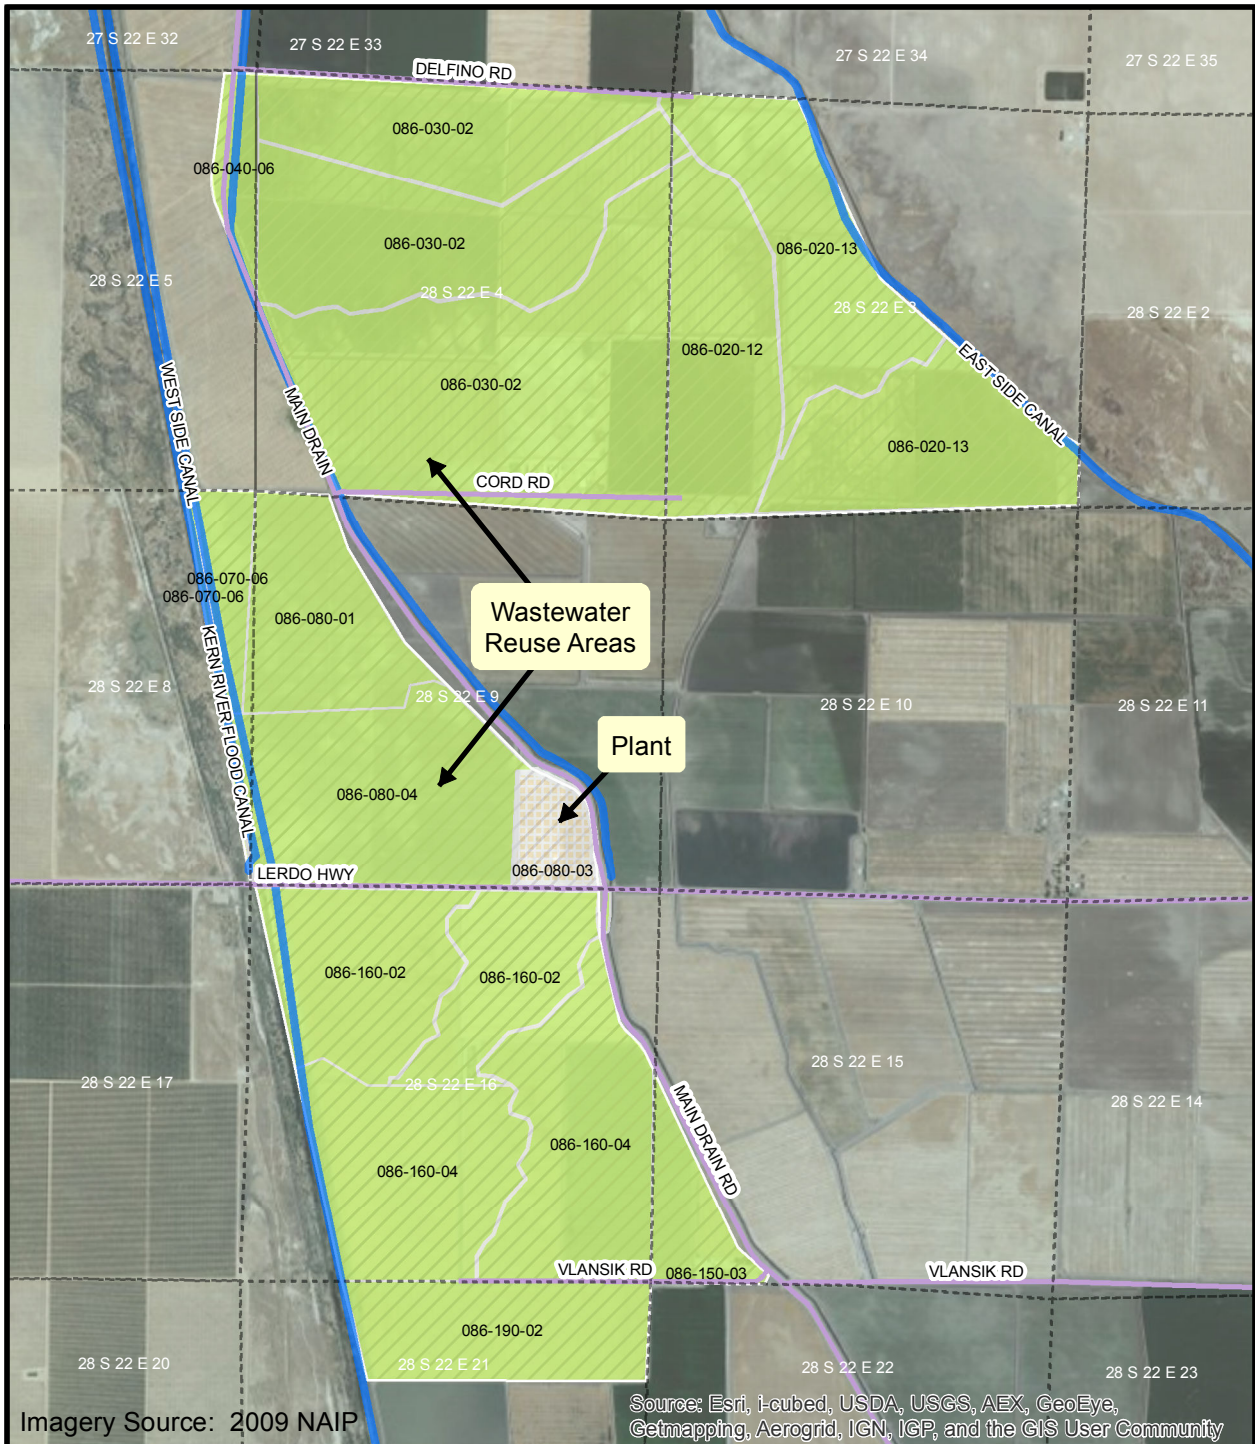 27 S 22 E 32
27 S 22 E 33
27 S 22 E 34
27 S 22 E 35
DELFINO RD
086-030-02
086-040-06
086-030-02
086-020-13
28 S 22 E 5
28 S 22 E 4
28 S 22 E 3
28 S 22 E 2
086-020-12
EAST SIDE CANAL
WEST SIDE CANAL
MAIN DRAIN
086-030-02
086-020-13
CORD RD
086-070-06
086-070-06
086-080-01
Wastewater
Reuse Areas
KERN RIVER FLOOD CANAL
28 S 22 E 8
28 S 22 E 9
28 S 22 E 10
28 S 22 E 11
Plant
086-080-04
086-080-03
LERDO HWY
086-160-02
086-160-02
28 S 22 E 17
28 S 22 E 16
28 S 22 E 15
28 S 22 E 14
MAIN DRAIN RD
086-160-04
086-160-04
VLANSIK RD
086-150-03
VLANSIK RD
086-190-02
28 S 22 E 20
28 S 22 E 21
28 S 22 E 22
28 S 22 E 23
Imagery Source: 2009 NAIP
Source: Esri, i-cubed, USDA, USGS, AEX, GeoEye,
Getmapping, Aerogrid, IGN, IGP, and the GIS User Community